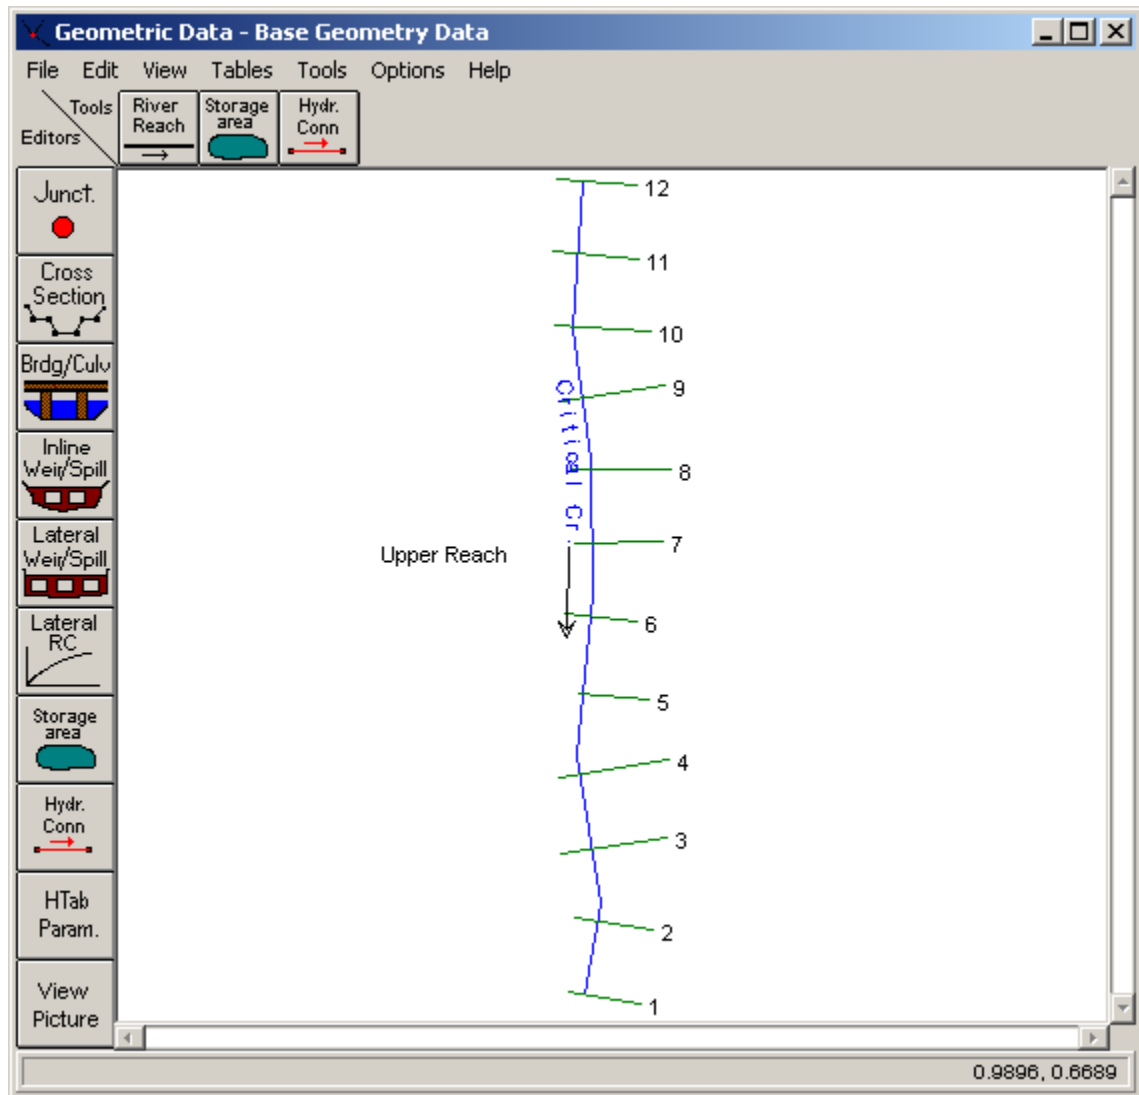 Geometric Data - Base Geometry Data
File Edit View Tables Tools Options Help
Tools
Editors
River
Reach
Storage
area
Hydr.
Conn
Junct.
Cross
Section
Brdg/Culv
Inline
Weir/Spill
Lateral
Weir/Spill
Lateral
RC
Storage
area
Hydr.
Conn
HTab
Param.
View
Picture
12
11
10
9
Critical Cr.
8
7
Upper Reach
6
5
4
3
2
1
0.9896, 0.6689